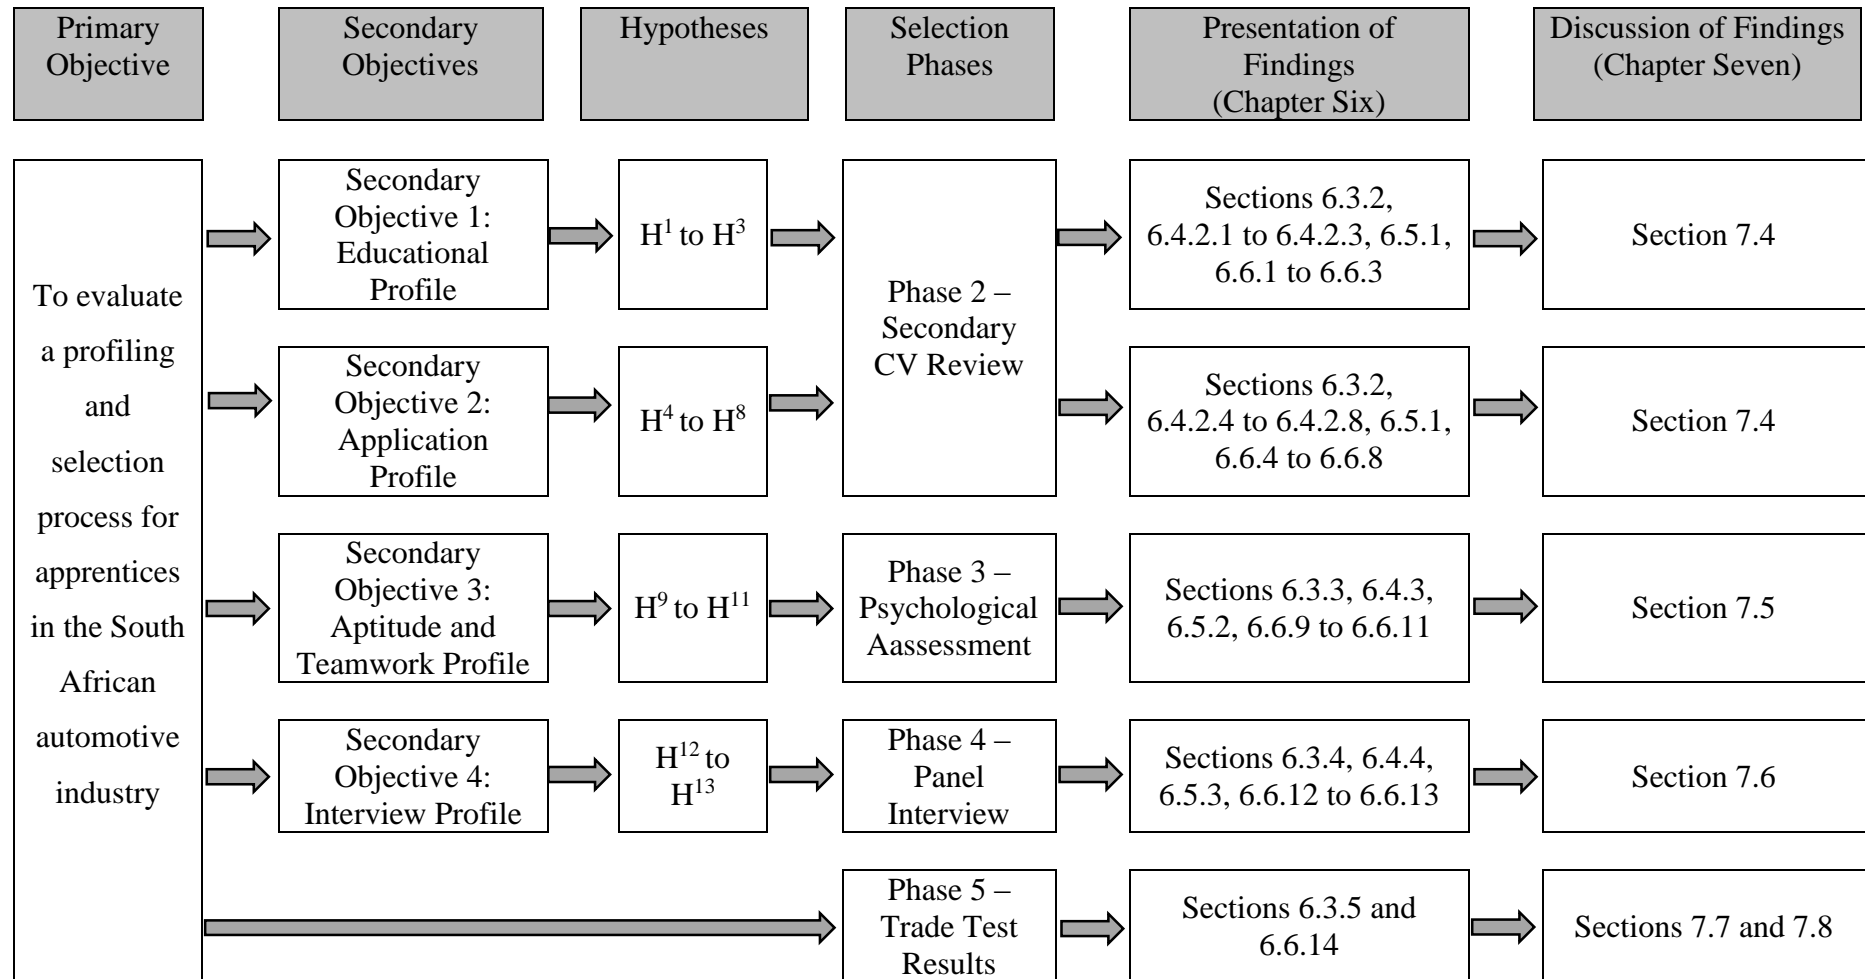 Primary
Objective
Secondary
Objectives
Hypotheses
Selection
Phases
Presentation of
Findings
(Chapter Six)
Discussion of Findings
(Chapter Seven)
To evaluate
a profiling
and
selection
process for
apprentices
in the South
African
automotive
industry
Secondary
Objective 1:
Educational
Profile
H¹ to H³
Phase 2 –
Secondary
CV Review
Sections 6.3.2,
6.4.2.1 to 6.4.2.3, 6.5.1,
6.6.1 to 6.6.3
Section 7.4
Secondary
Objective 2:
Application
Profile
H⁴ to H⁸
Sections 6.3.2,
6.4.2.4 to 6.4.2.8, 6.5.1,
6.6.4 to 6.6.8
Section 7.4
Secondary
Objective 3:
Aptitude and
Teamwork Profile
H⁹ to H¹¹
Phase 3 –
Psychological
Aassessment
Sections 6.3.3, 6.4.3,
6.5.2, 6.6.9 to 6.6.11
Section 7.5
Secondary
Objective 4:
Interview Profile
H¹² to
H¹³
Phase 4 –
Panel
Interview
Sections 6.3.4, 6.4.4,
6.5.3, 6.6.12 to 6.6.13
Section 7.6
Phase 5 –
Trade Test
Results
Sections 6.3.5 and
6.6.14
Sections 7.7 and 7.8